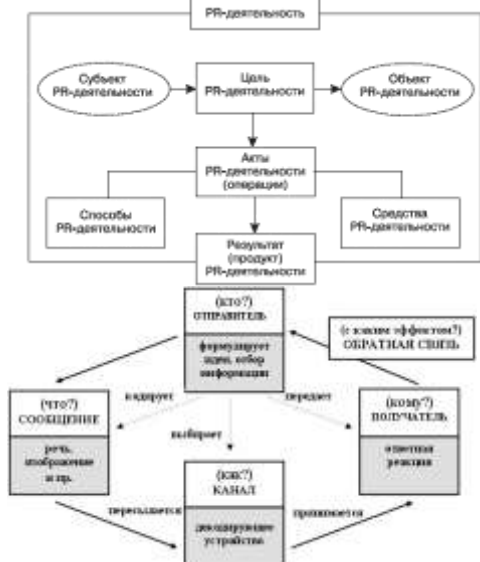 PR-деятельность
Субъект
PR-деятельности
Цель
PR-деятельности
Объект
PR-деятельности
Акты
PR-деятельности
(операции)
Способы
PR-деятельности
Средства
PR-деятельности
Результат
(продукт)
PR-деятельности
(кто?)
ОТПРАВИТЕЛЬ
формулирует
идеи, отбор
информации
(с каким эффектом?)
ОБРАТНАЯ СВЯЗЬ
кодирует
передает
(что?)
СООБЩЕНИЕ
речь,
изображение
и пр.
выбирает
(кому?)
ПОЛУЧАТЕЛЬ
ответная
реакция
(как?)
КАНАЛ
декодирующее
устройство
пересылается
принимается